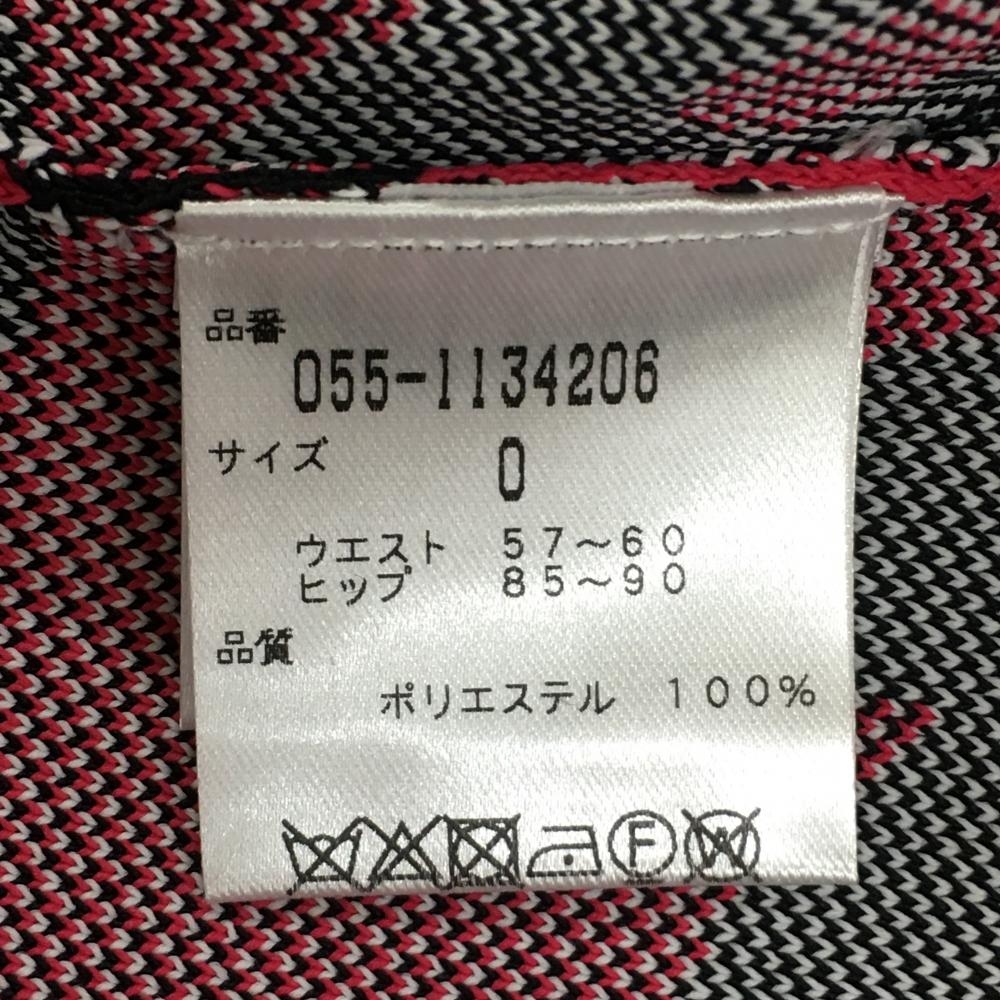 品番
055-1134206
サイズ 0
ウエスト 57～60
ヒップ 85～90
品質
ポリエステル 100%
F W